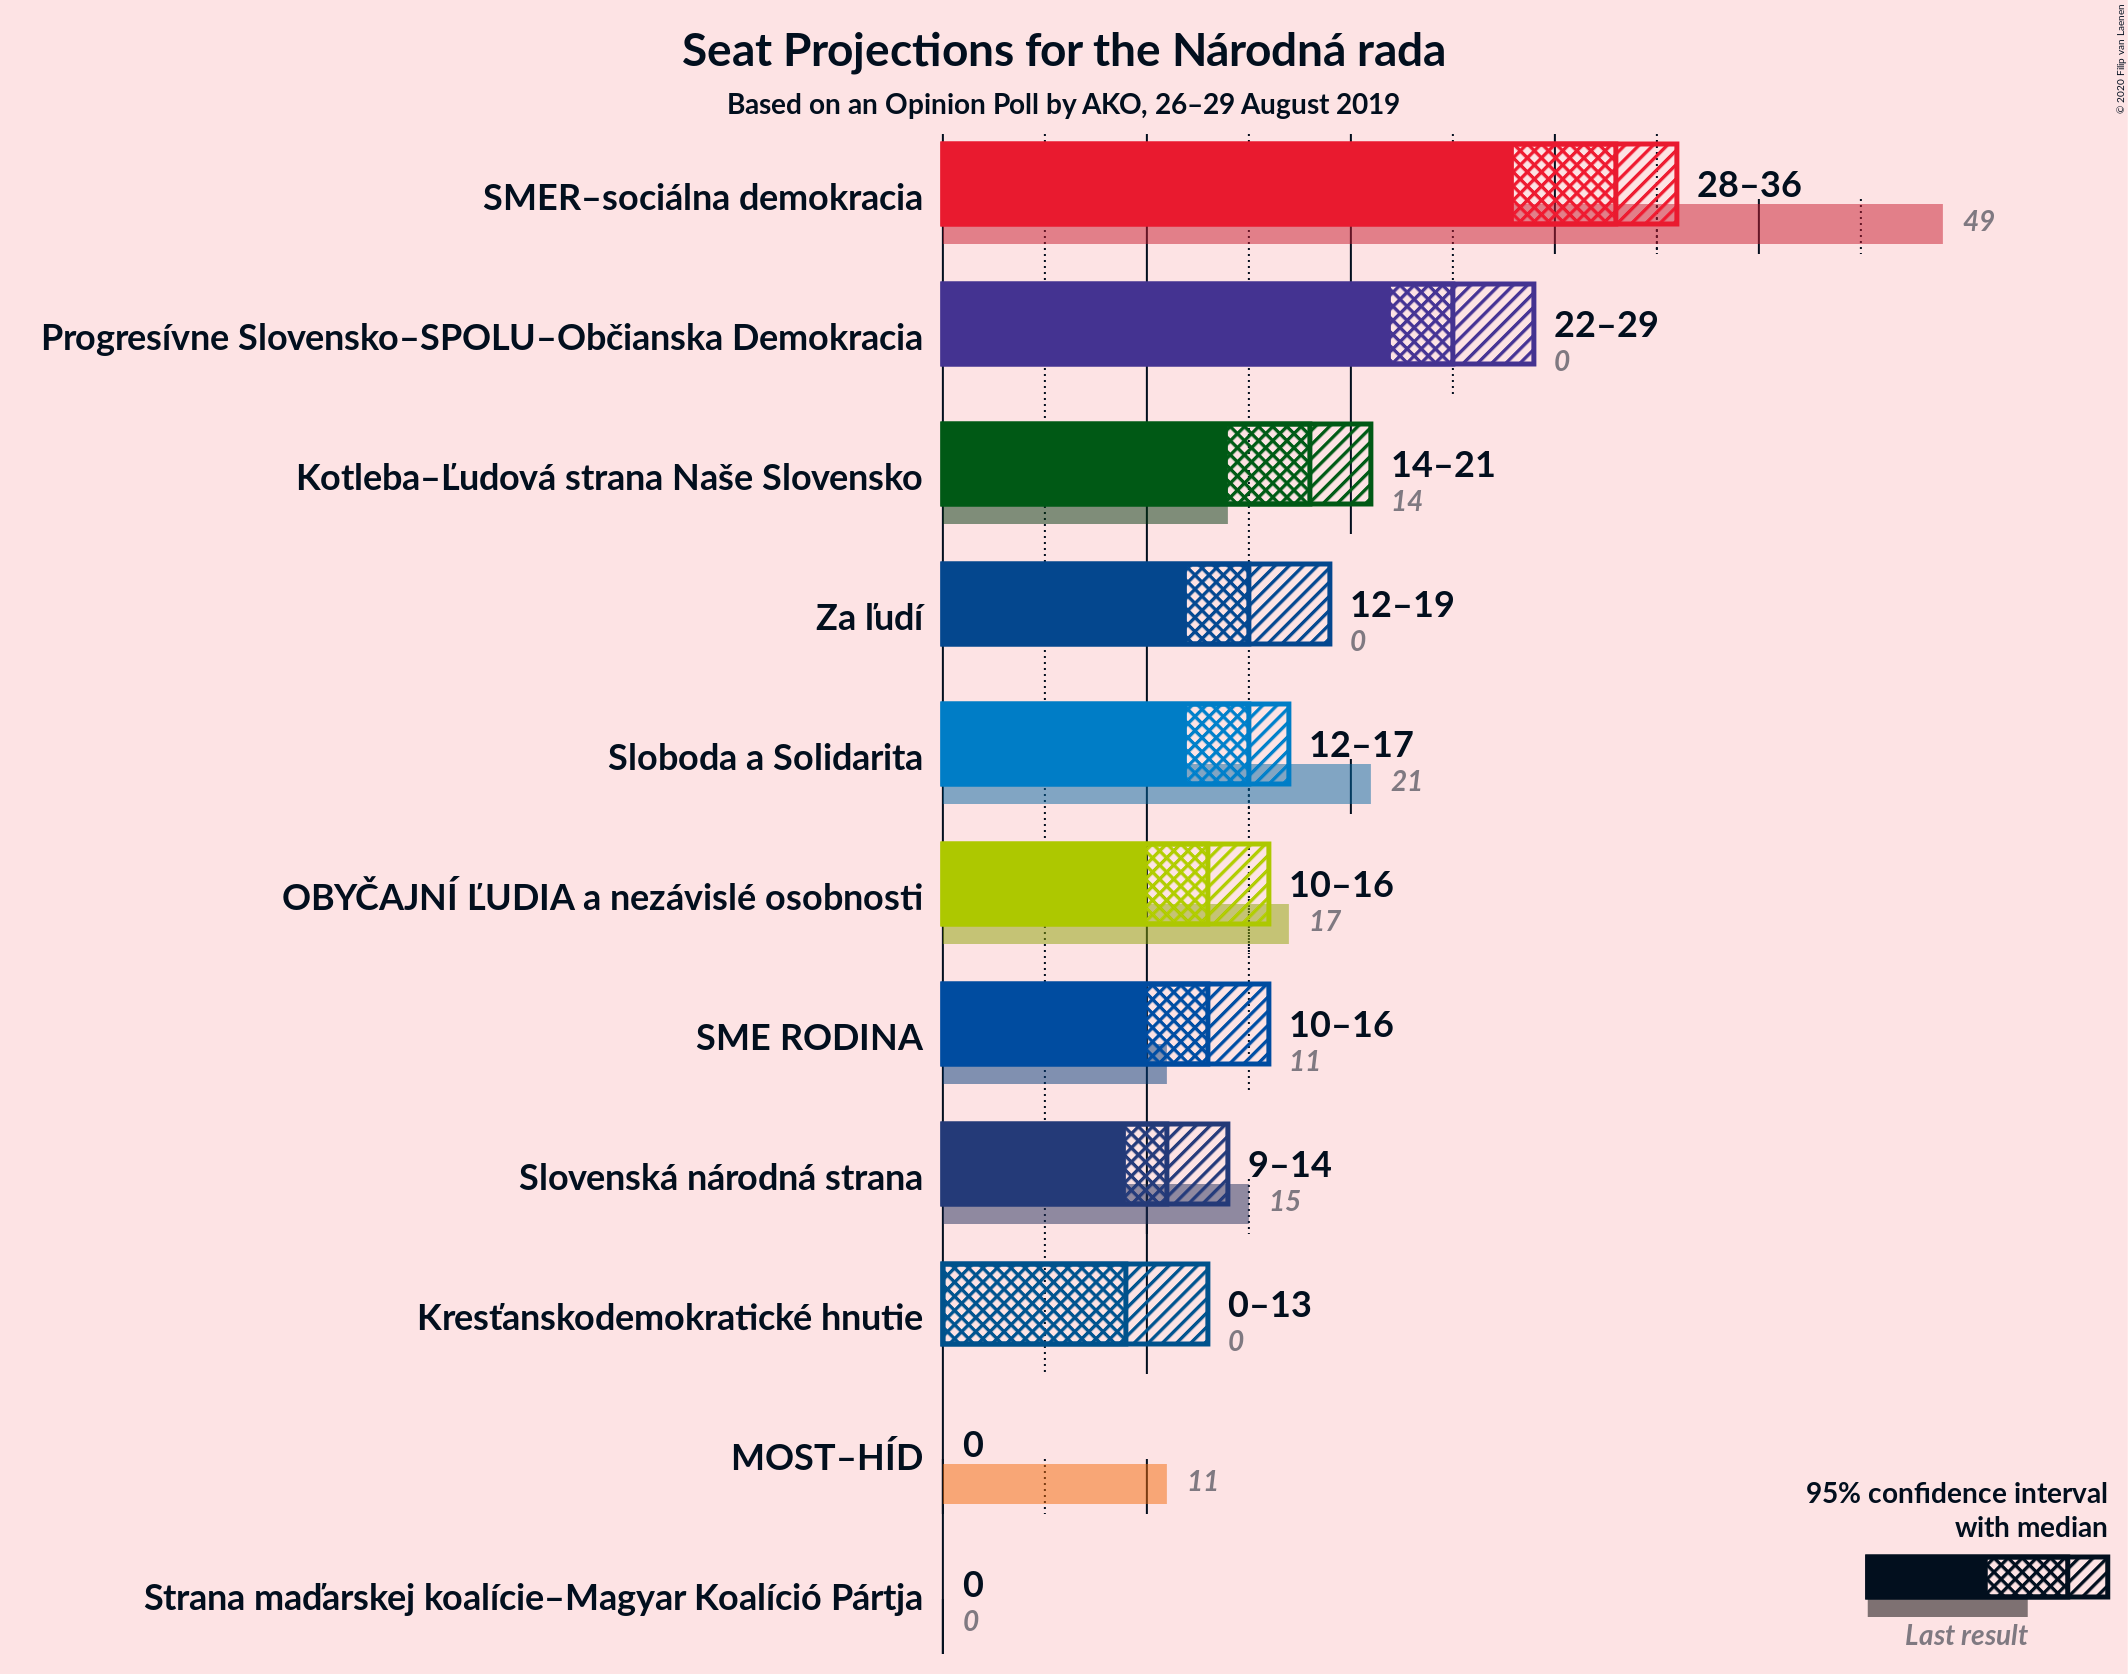 Seat Projections for the Národná rada
Based on an Opinion Poll by AKO, 26–29 August 2019
© 2020 Filip van Laenen
SMER–sociálna demokracia
28–36
49
Progresívne Slovensko–SPOLU–Občianska Demokracia
22–29
0
Kotleba–Ľudová strana Naše Slovensko
14–21
14
Za ľudí
12–19
0
Sloboda a Solidarita
12–17
21
OBYČAJNÍ ĽUDIA a nezávislé osobnosti
10–16
17
SME RODINA
10–16
11
Slovenská národná strana
9–14
15
Kresťanskodemokratické hnutie
0–13
0
MOST–HÍD
0
11
Strana maďarskej koalície–Magyar Koalíció Pártja
0
0
95% confidence interval
with median
Last result